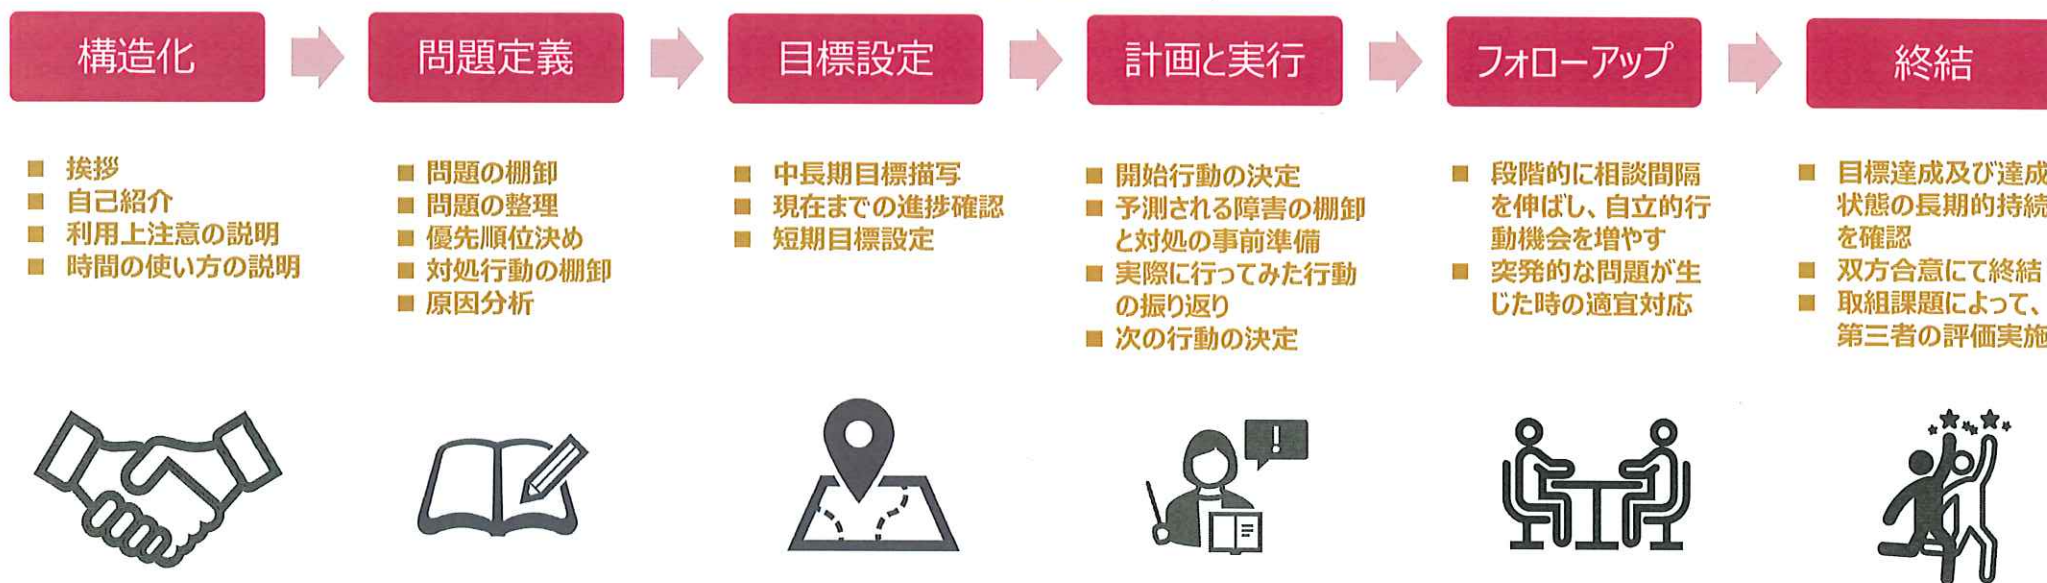 構造化
問題定義
目標設定
計画と実行
フォローアップ
終結
■ 挨拶
■ 自己紹介
■ 利用上注意の説明
■ 時間の使い方の説明
■ 問題の棚卸
■ 問題の整理
■ 優先順位決め
■ 対処行動の棚卸
■ 原因分析
■ 中長期目標描写
■ 現在までの進捗確認
■ 短期目標設定
■ 開始行動の決定
■ 予測される障害の棚卸
と対処の事前準備
■ 実際に行ってみた行動
の振り返り
■ 次の行動の決定
■ 段階的に相談間隔
を伸ばし、自立的行
動機会を増やす
■ 突発的な問題が生
じた時の適宜対応
■ 目標達成及び達成
状態の長期的持続
を確認
■ 双方合意にて終結
■ 取組課題によって、
第三者の評価実施
!